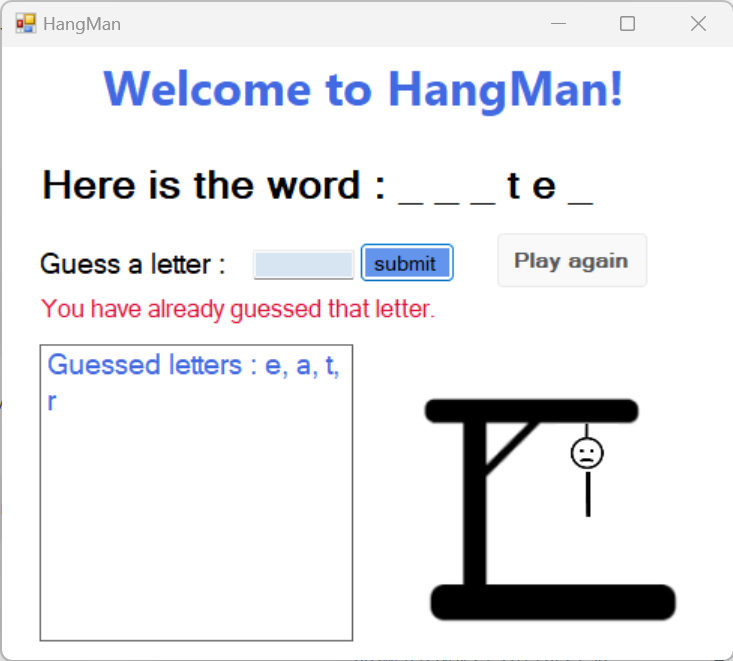 HangMan
Welcome to HangMan!
Here is the word : _ _ _ t e _
Guess a letter :
submit
Play again
You have already guessed that letter.
Guessed letters : e, a, t,
r